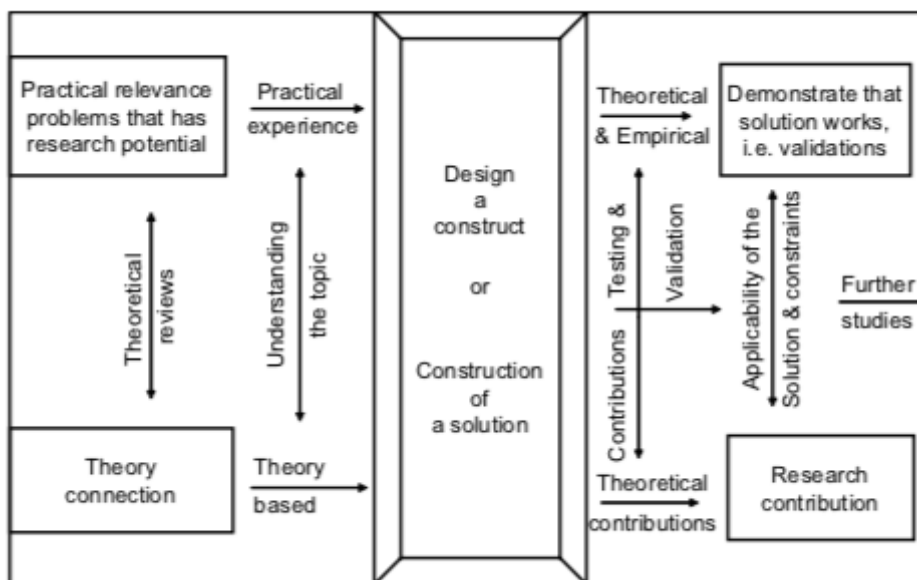 Practical relevance
problems that has
research potential
Practical
experience
Theoretical
reviews
Understanding
the topic
Theory
connection
Theory
based
Design
a
construct
or
Construction
of
a solution
Theoretical
& Empirical
Demonstrate that
solution works,
i.e. validations
Contributions Testing &
Validation
Applicability of the
Solution & constraints
Further
studies
Theoretical
contributions
Research
contribution